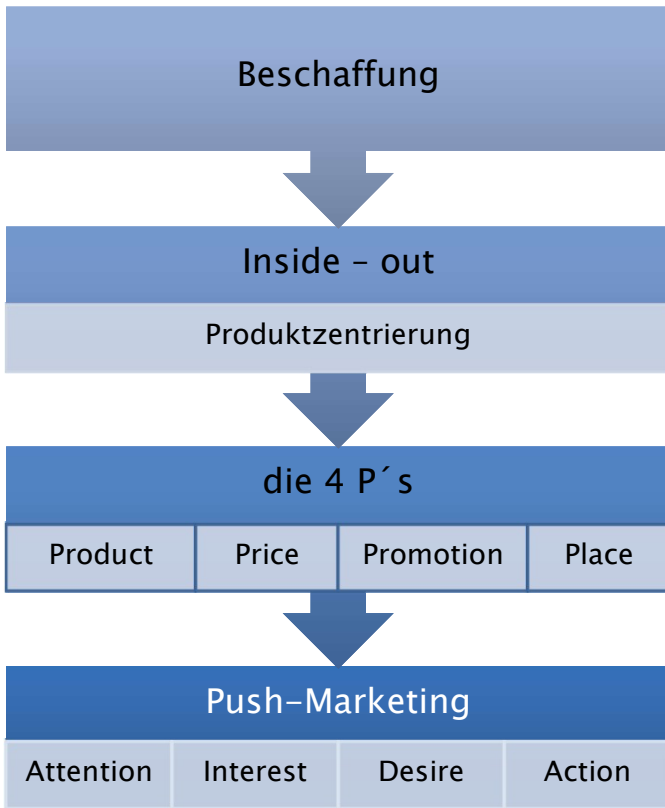 Beschaffung
Inside – out
Produktzentrierung
die 4 P´s
Product Price Promotion Place
Push-Marketing
Attention Interest Desire Action